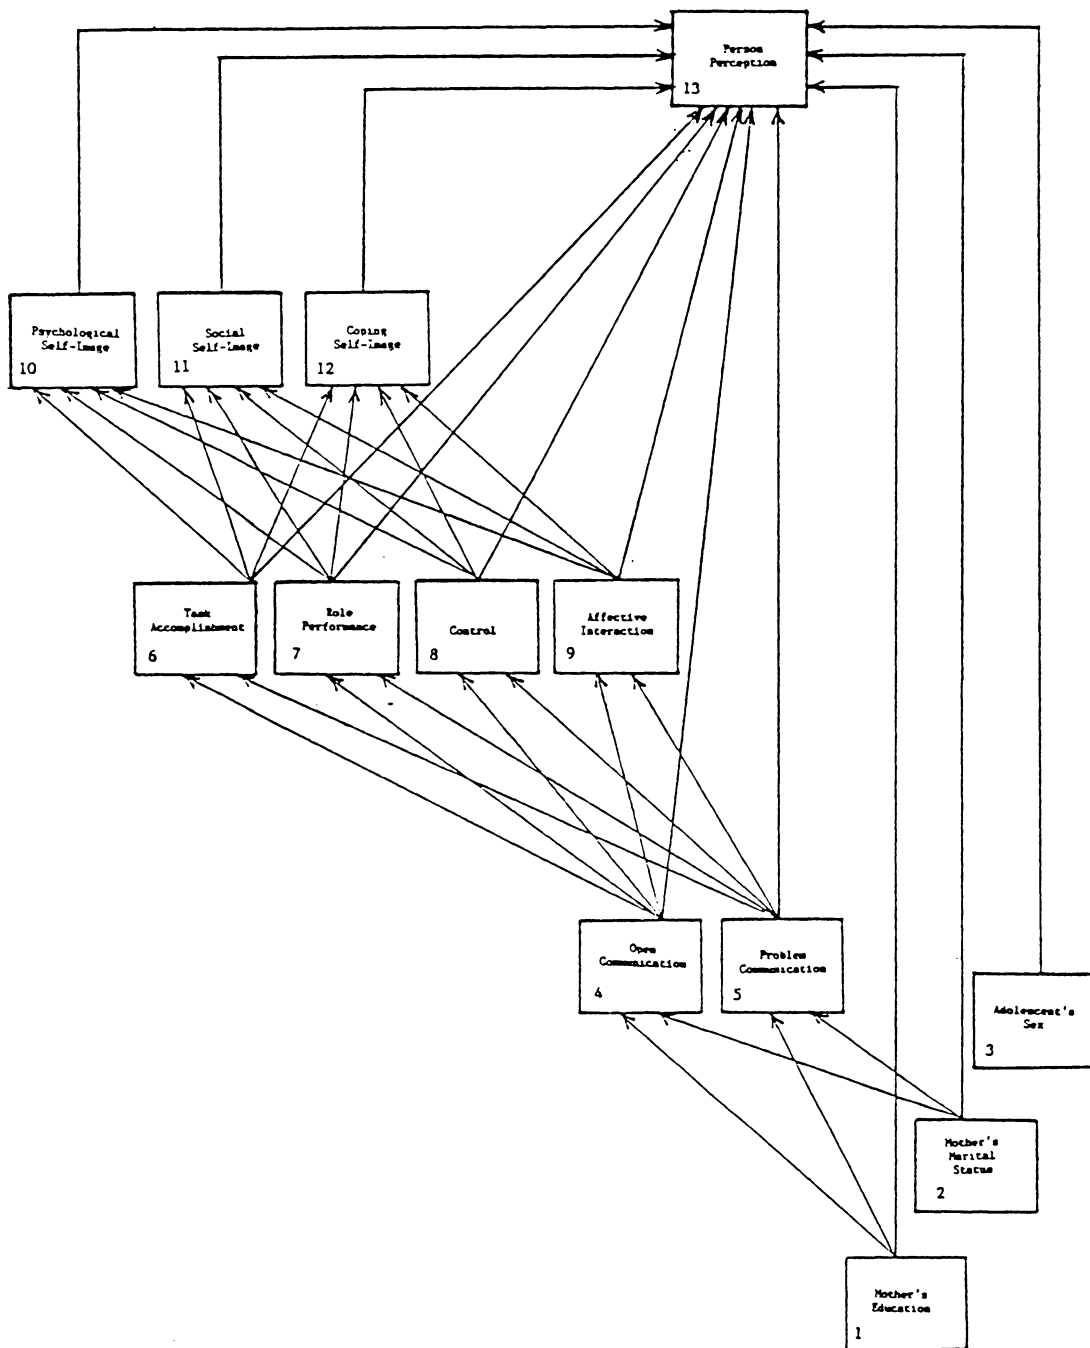 Person
Perception
13
Psychological
Self-Image
10
Social
Self-Image
11
Coping
Self-Image
12
Task
Accomplishment
6
Role
Performance
7
Control
8
Affective
Interaction
9
Open
Communication
4
Problem
Communication
5
Adolescent's
Sex
3
Mother's
Marital
Status
2
Mother's
Education
1